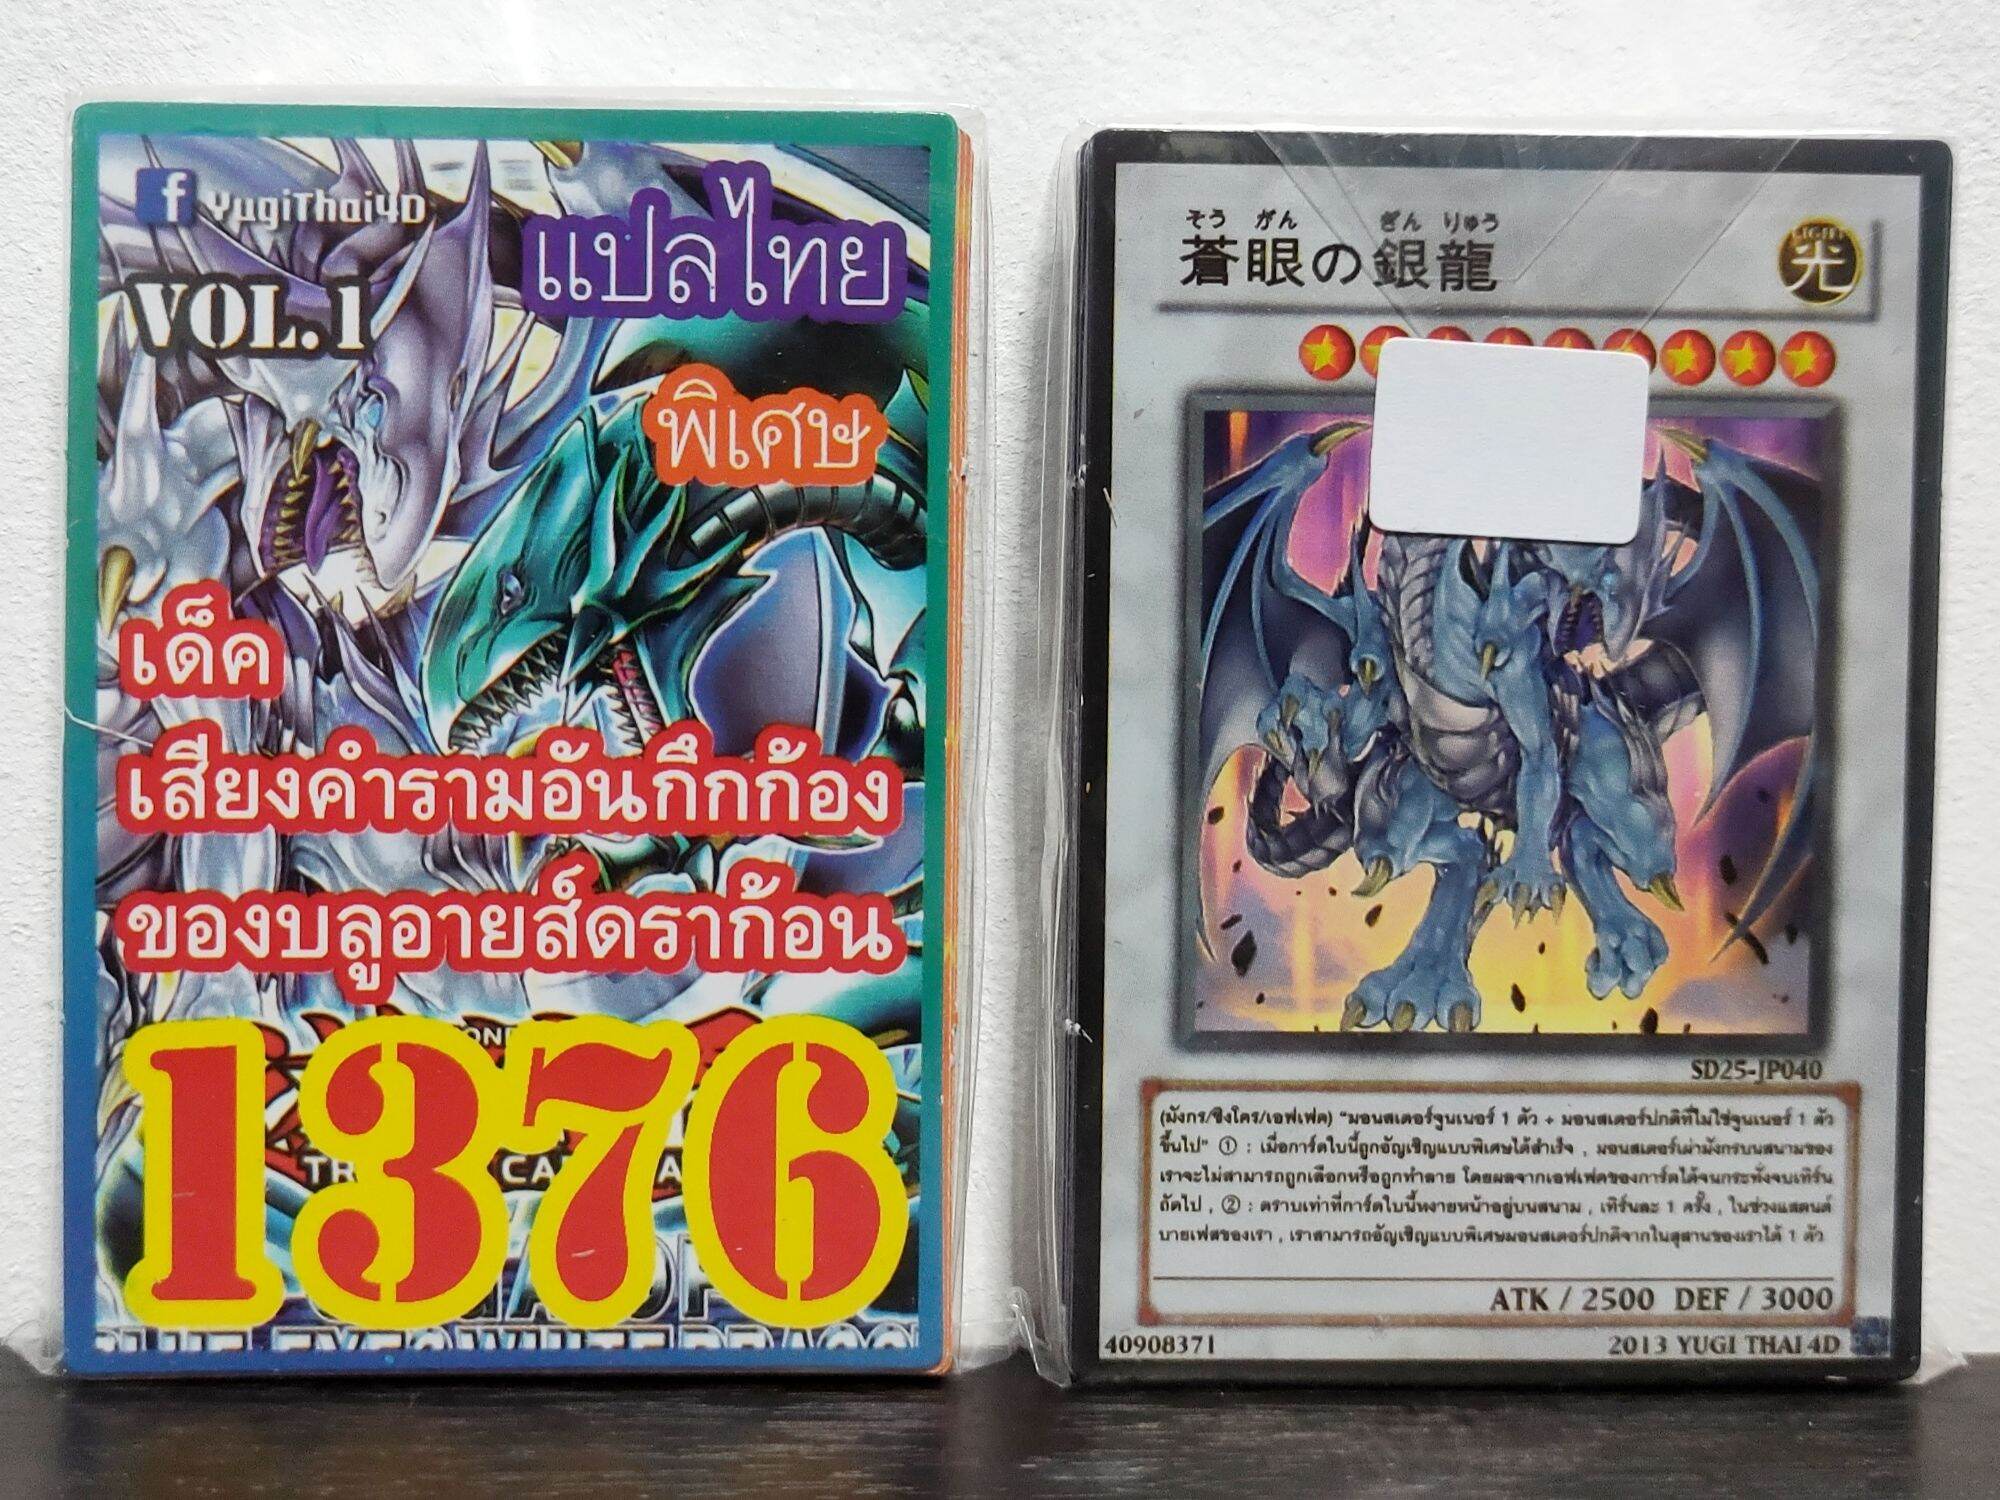 f YugiThai4D
แปลไทย
VOL.1
พิเศษ
เด็ค
เสียงคำรามอันกึกก้อง
ของบลูอายส์ดราก้อน
1376
そう がん ぎん りゅう
蒼眼の銀龍
LIGHT
光
SD25-JP040
(มังกร/ซิงโคร/เอฟเฟค) "มอนสเตอร์จูนเนอร์ 1 ตัว + มอนสเตอร์ปกติที่ไม่ใช่จูนเนอร์ 1 ตัว
ขึ้นไป" ① : เมื่อการ์ดใบนี้ถูกอัญเชิญแบบพิเศษได้สำเร็จ , มอนสเตอร์เผ่ามังกรบนสนามของ
เราจะไม่สามารถถูกเลือกหรือถูกทำลาย โดยผลจากเอฟเฟคของการ์ดได้จนกระทั่งจบเทิร์น
ถัดไป , ② : ตราบเท่าที่การ์ดใบนี้หงายหน้าอยู่บนสนาม , เทิร์นละ 1 ครั้ง , ในช่วงแสตนด์
บายเฟสของเรา , เราสามารถอัญเชิญแบบพิเศษมอนสเตอร์ปกติจากในสุสานของเราได้ 1 ตัว
ATK / 2500 DEF / 3000
40908371
2013 YUGI THAI 4D